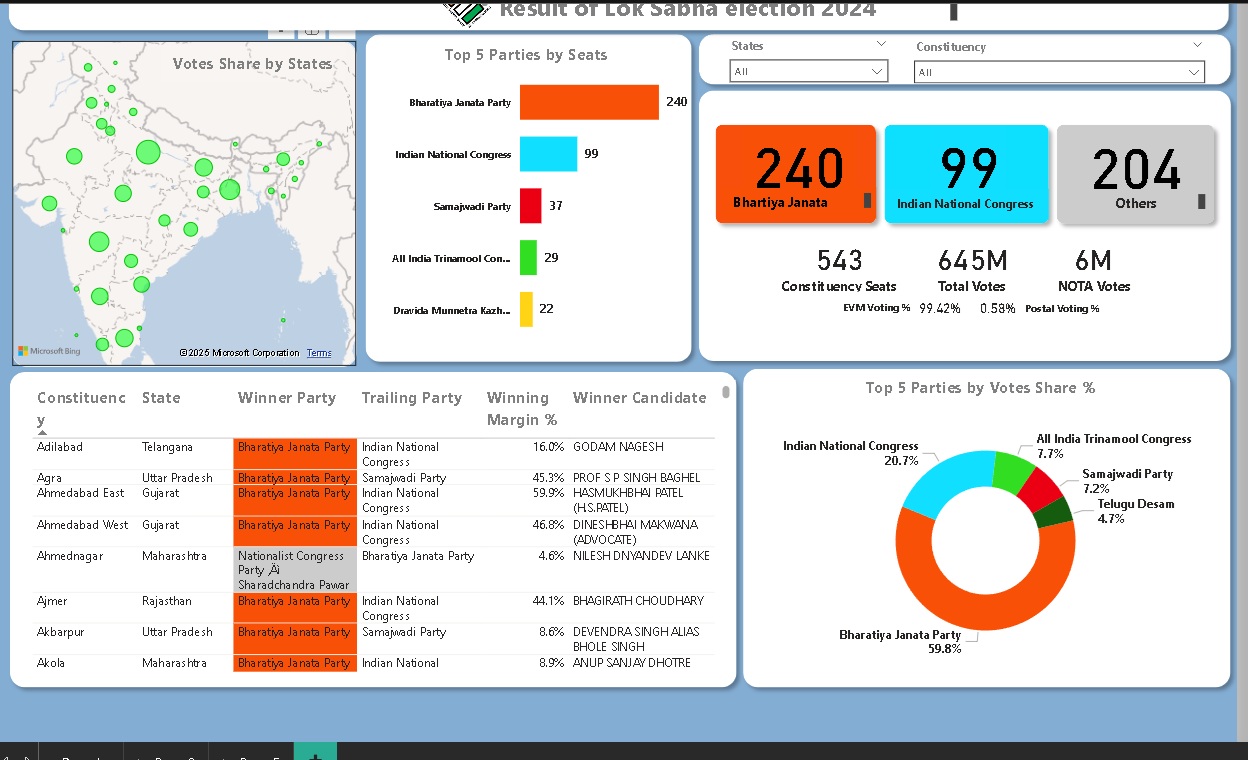 Result of Lok Sabha election 2024
Votes Share by States
Microsoft Bing
©2025 Microsoft Corporation Terms
Top 5 Parties by Seats
Bharatiya Janata Party 240
Indian National Congress 99
Samajwadi Party 37
All India Trinamool Con... 29
Dravida Munnetra Kazh... 22
States
All
Constituency
All
240
Bhartiya Janata
99
Indian National Congress
204
Others
543
Constituency Seats
645M
Total Votes
6M
NOTA Votes
EVM Voting % 99.42% 0.58% Postal Voting %
Constituenc State Winner Party Trailing Party Winning Winner Candidate
y Margin %
Adilabad Telangana Bharatiya Janata Party Indian National 16.0% GODAM NAGESH
Congress
Agra Uttar Pradesh Bharatiya Janata Party Samajwadi Party 45.3% PROF S P SINGH BAGHEL
Ahmedabad East Gujarat Bharatiya Janata Party Indian National 59.9% HASMUKHBHAI PATEL
Congress (H.S.PATEL)
Ahmedabad West Gujarat Bharatiya Janata Party Indian National 46.8% DINESHBHAI MAKWANA
Congress (ADVOCATE)
Ahmednagar Maharashtra Nationalist Congress Bharatiya Janata Party 4.6% NILESH DNYANDEV LANKE
Party ‚Äì
Sharadchandra Pawar
Ajmer Rajasthan Bharatiya Janata Party Indian National 44.1% BHAGIRATH CHOUDHARY
Congress
Akbarpur Uttar Pradesh Bharatiya Janata Party Samajwadi Party 8.6% DEVENDRA SINGH ALIAS
BHOLE SINGH
Akola Maharashtra Bharatiya Janata Party Indian National 8.9% ANUP SANJAY DHOTRE
Top 5 Parties by Votes Share %
All India Trinamool Congress
7.7%
Indian National Congress
20.7%
Samajwadi Party
7.2%
Telugu Desam
4.7%
Bharatiya Janata Party
59.8%